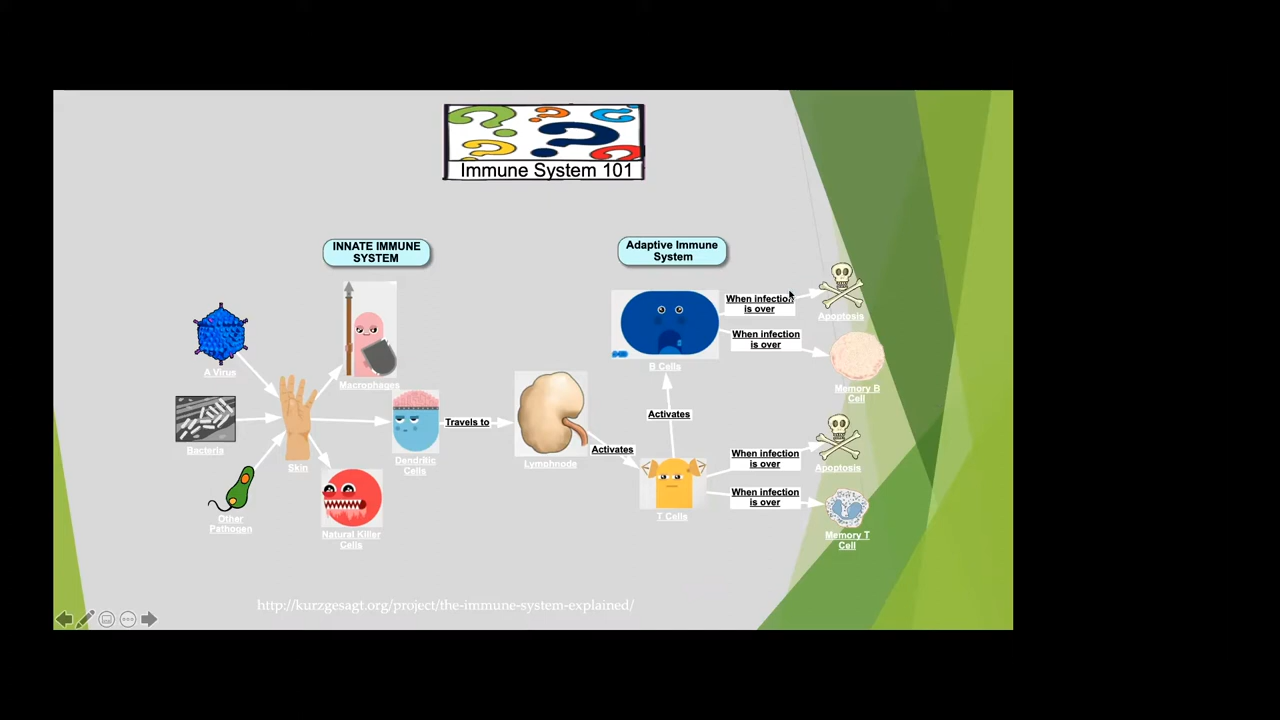 Immune System 101
INNATE IMMUNE
SYSTEM
Adaptive Immune
System
A Virus
Bacteria
Other
Pathogen
Skin
Macrophages
Dendritic
Cells
Natural Killer
Cells
Travels to
Lymphnode
Activates
T Cells
Activates
B Cells
When infection
is over
Apoptosis
When infection
is over
Memory B
Cell
When infection
is over
Apoptosis
When infection
is over
Memory T
Cell
http://kurzgesagt.org/project/the-immune-system-explained/